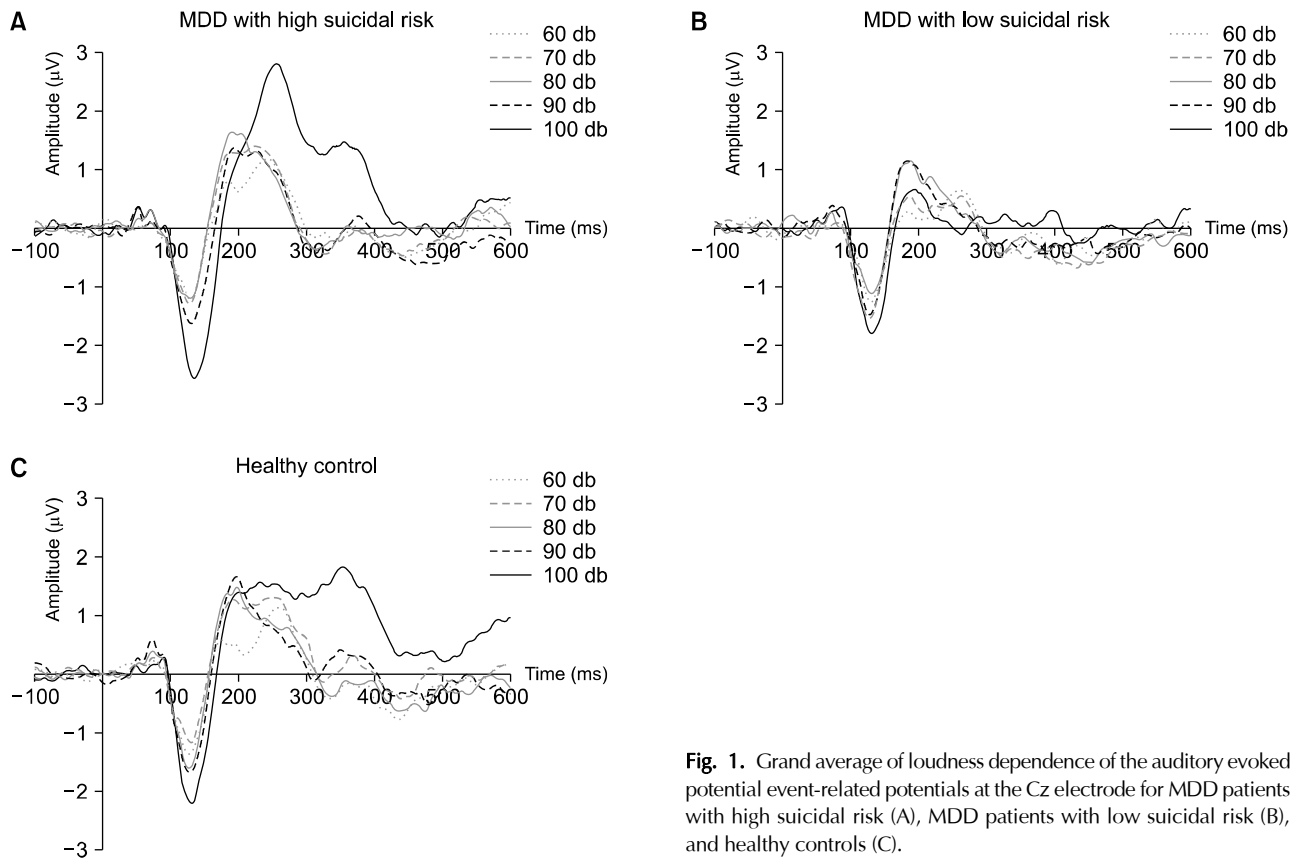 A
MDD with high suicidal risk
60 db
70 db
80 db
90 db
100 db
Amplitude (μV)
3
2
1
−1
−2
−3
Time (ms)
−100
100
200
300
400
500
600
B
MDD with low suicidal risk
60 db
70 db
80 db
90 db
100 db
Amplitude (μV)
3
2
1
−1
−2
−3
Time (ms)
−100
100
200
300
400
500
600
C
Healthy control
60 db
70 db
80 db
90 db
100 db
Amplitude (μV)
3
2
1
−1
−2
−3
Time (ms)
−100
100
200
300
400
500
600
Fig. 1. Grand average of loudness dependence of the auditory evoked
potential event-related potentials at the Cz electrode for MDD patients
with high suicidal risk (A), MDD patients with low suicidal risk (B),
and healthy controls (C).